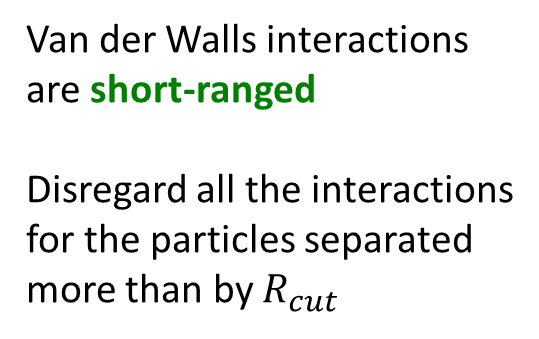 Van der Walls interactions
are short-ranged
Disregard all the interactions
for the particles separated
more than by R_cut